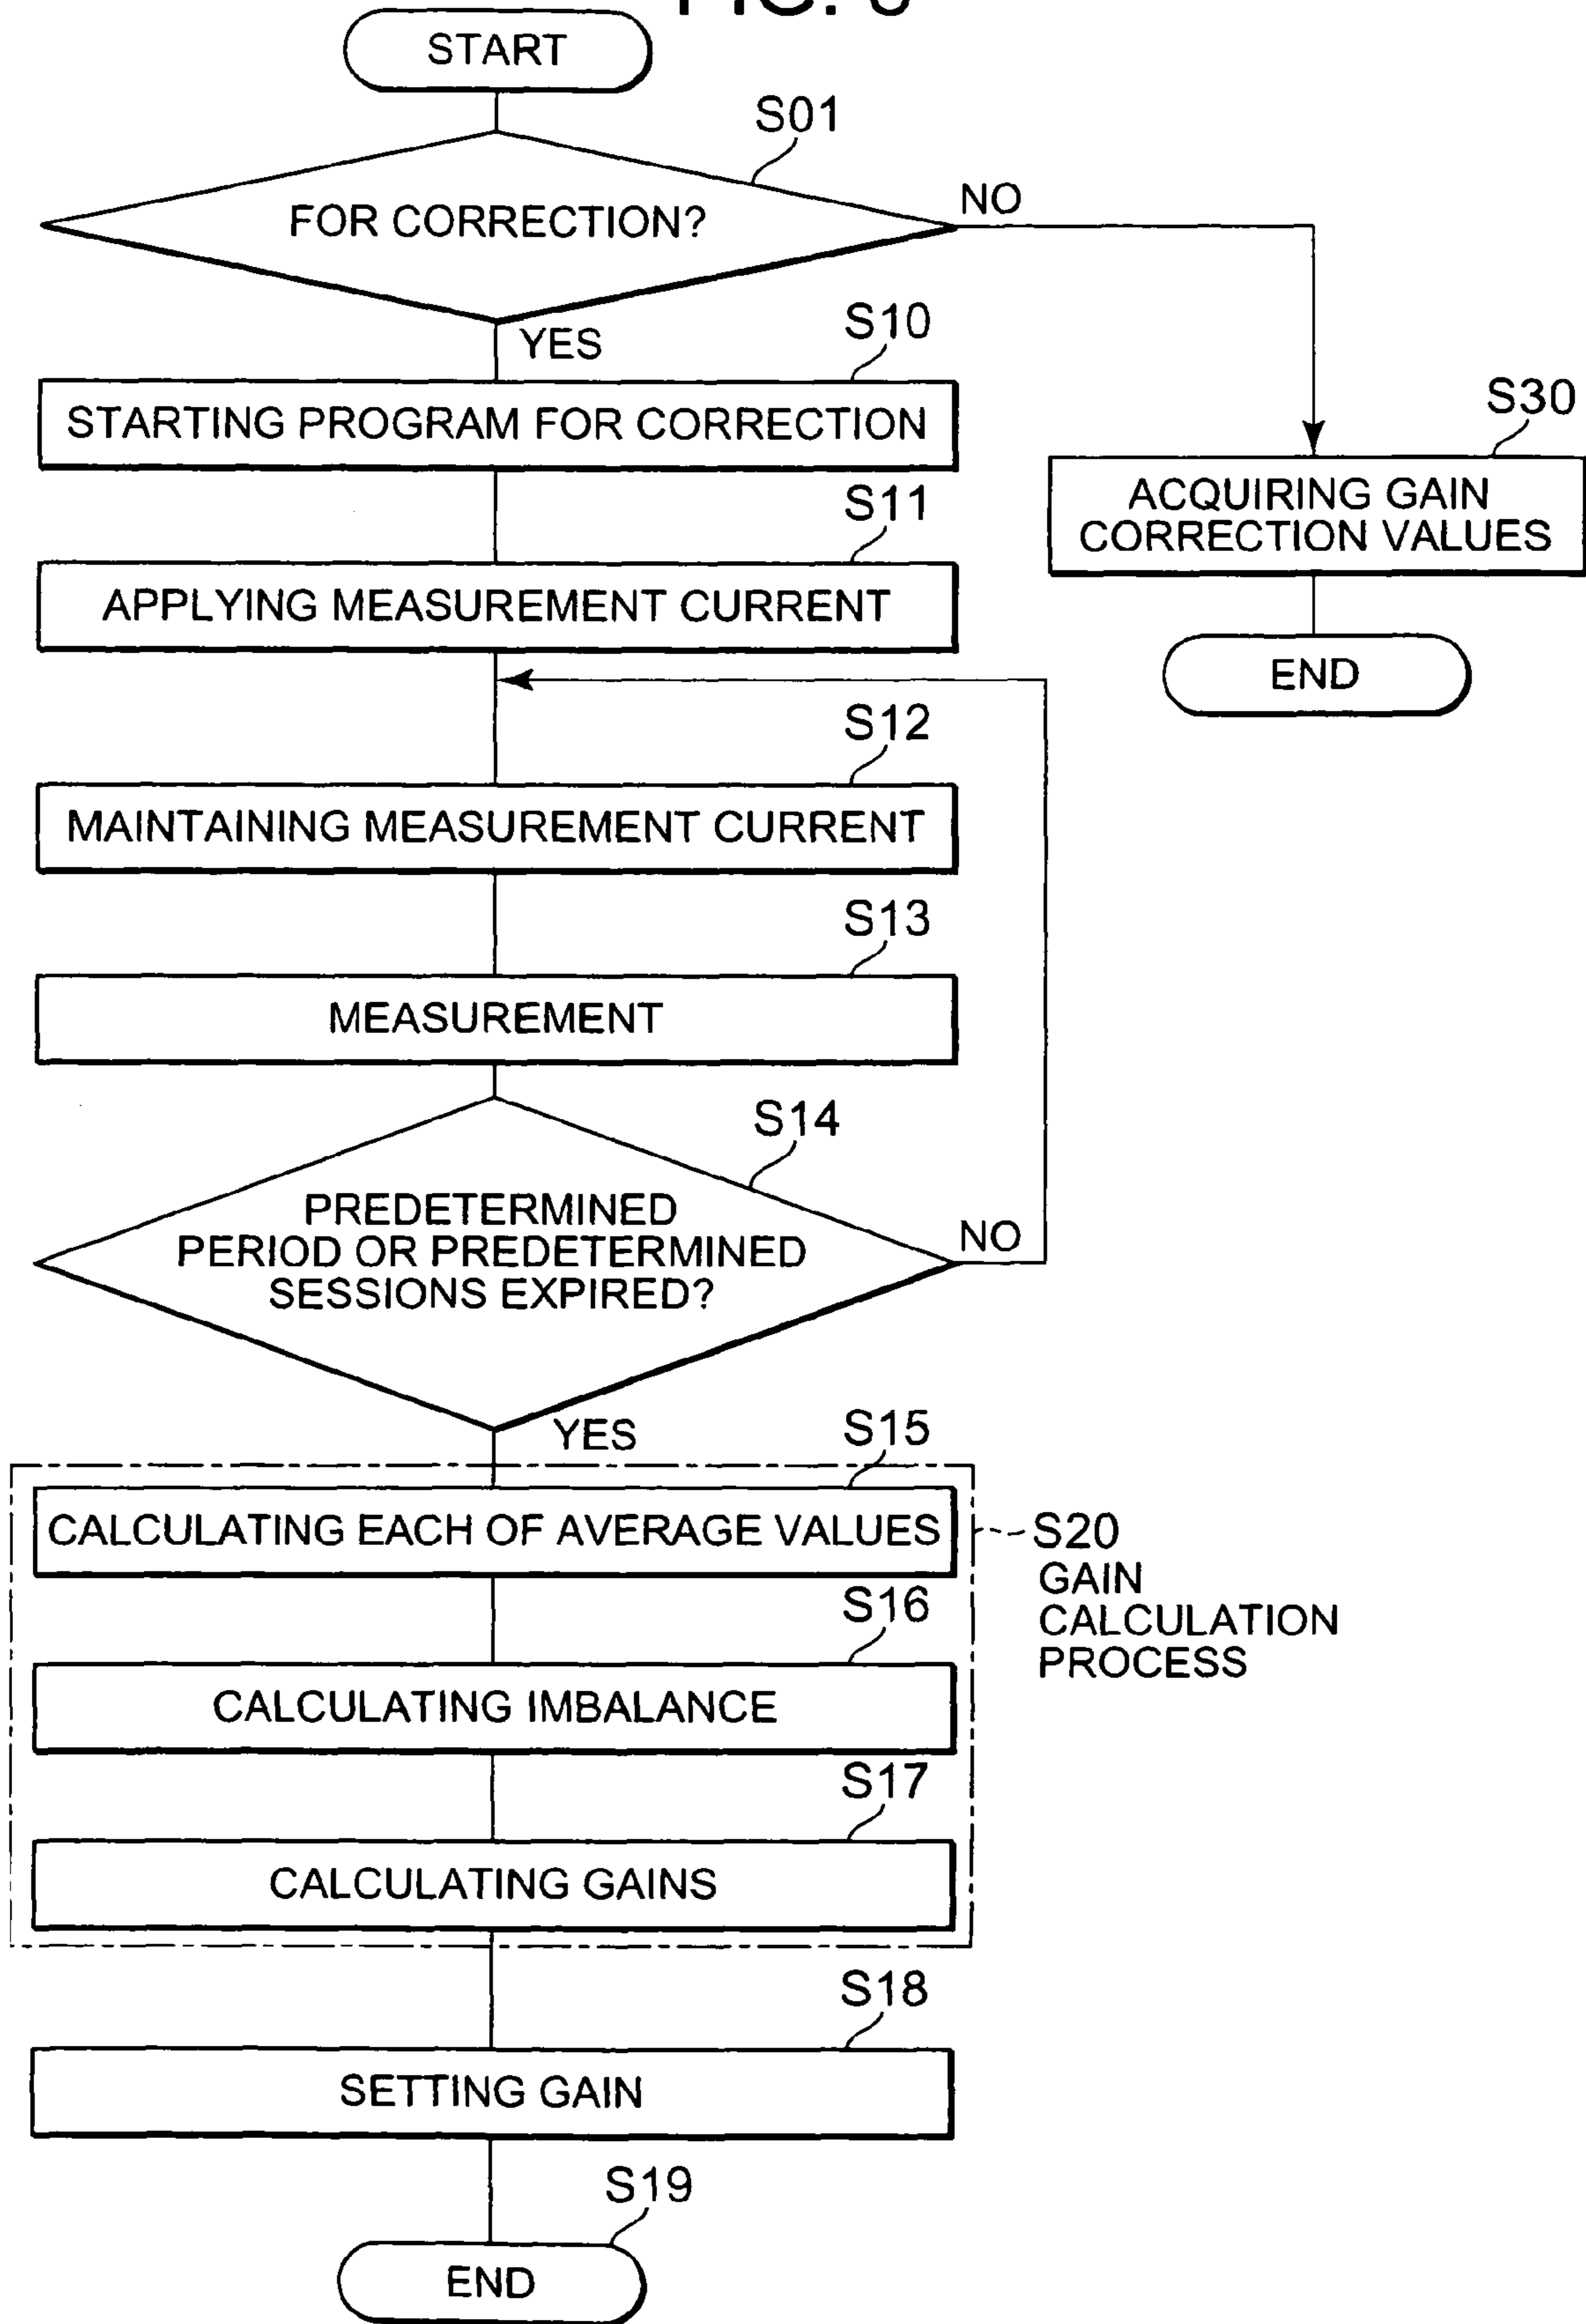 START
S01
FOR CORRECTION?
NO
YES
S10
STARTING PROGRAM FOR CORRECTION
S30
ACQUIRING GAIN
CORRECTION VALUES
END
S11
APPLYING MEASUREMENT CURRENT
S12
MAINTAINING MEASUREMENT CURRENT
S13
MEASUREMENT
S14
PREDETERMINED
PERIOD OR PREDETERMINED
SESSIONS EXPIRED?
NO
YES
S15
CALCULATING EACH OF AVERAGE VALUES
S20
GAIN
CALCULATION
PROCESS
S16
CALCULATING IMBALANCE
S17
CALCULATING GAINS
S18
SETTING GAIN
S19
END